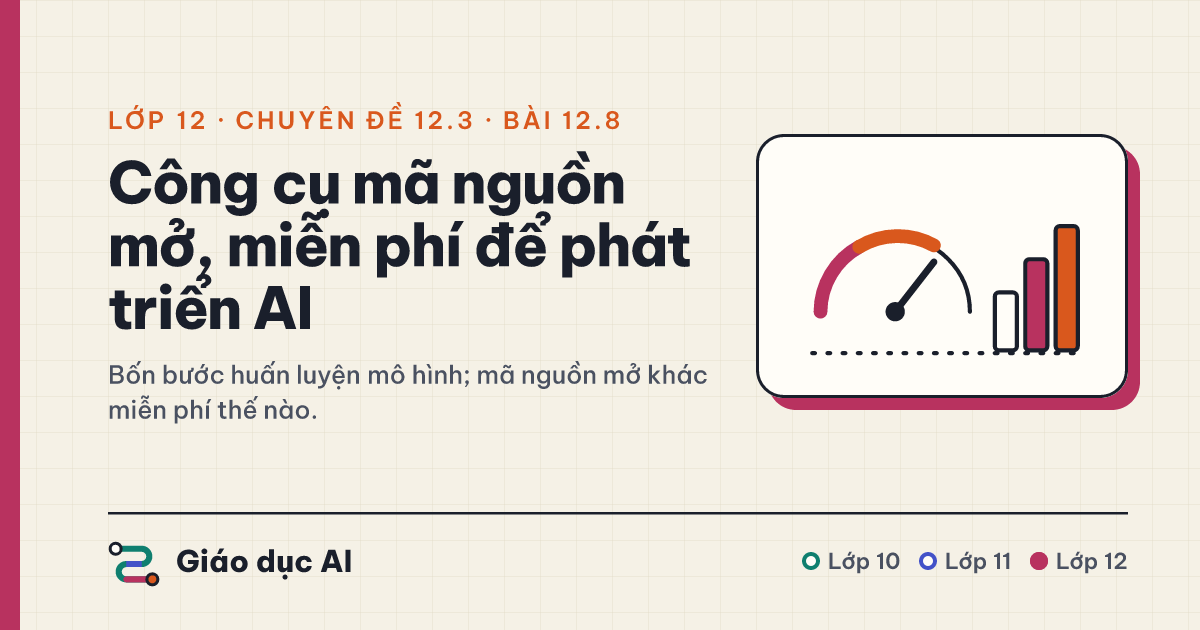 LỚP 12 · CHUYÊN ĐỀ 12.3 · BÀI 12.8
Công cụ mã nguồn
mở, miễn phí để phát
triển AI
Bốn bước huấn luyện mô hình; mã nguồn mở khác
miễn phí thế nào.
Giáo dục AI
Lớp 10
Lớp 11
Lớp 12